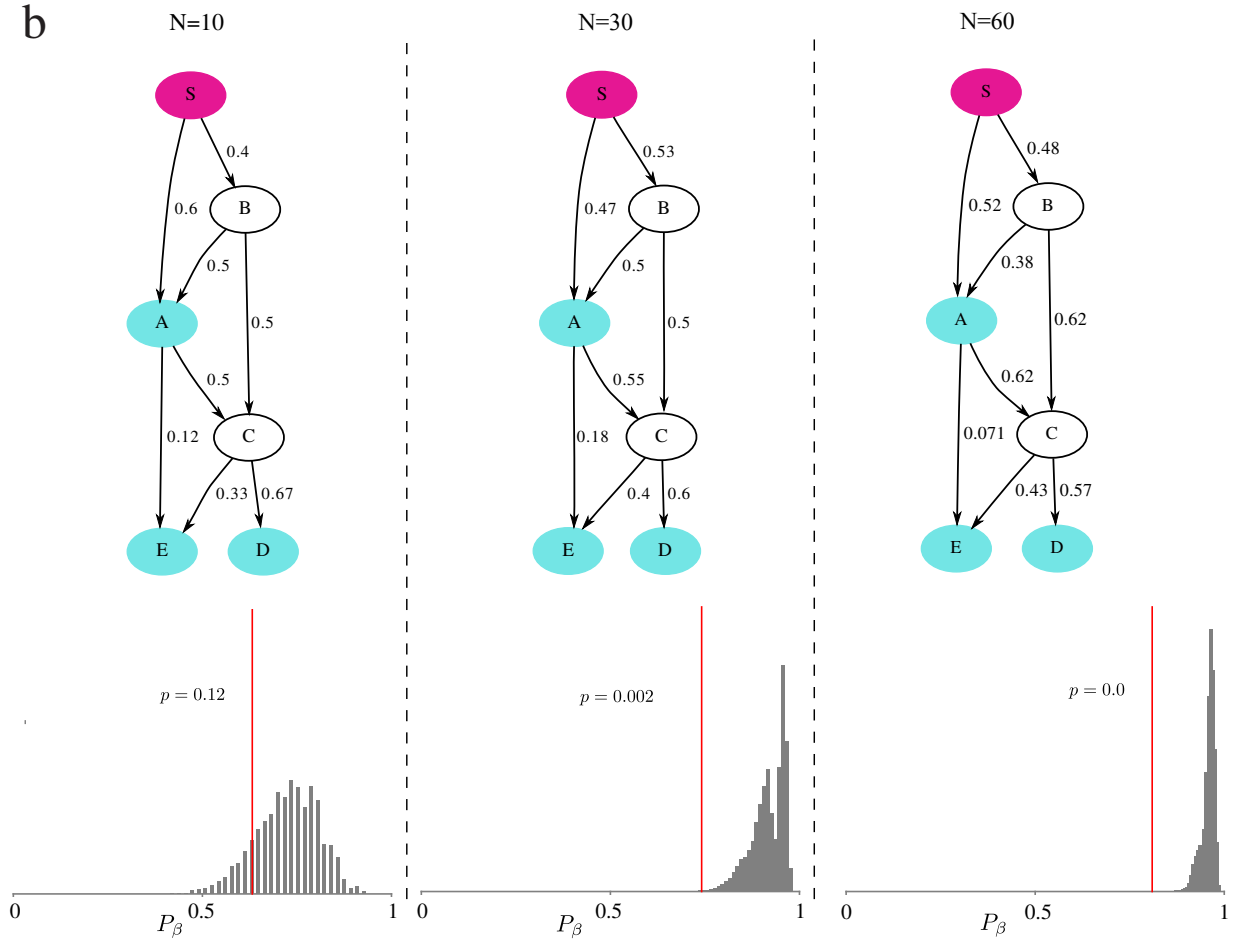 b
N=10 N=30 N=60
S S S
0.4 0.53 0.48
0.6 B 0.47 B 0.52 B
0.5 0.5 0.38
A 0.5 A 0.5 A 0.62
0.5 0.55 0.62
0.12 C 0.18 C 0.071 C
0.33 0.67 0.4 0.6 0.43 0.57
E D E D E D
p = 0.12 p = 0.002 p = 0.0
0 0.5 1 0 0.5 1 0 0.5 1
P_β P_β P_β